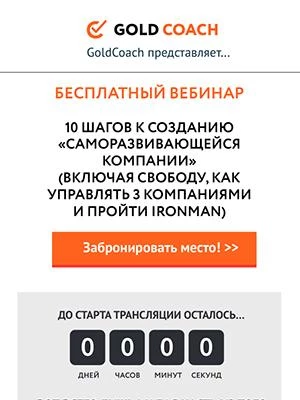 GOLD COACH
GoldCoach представляет...
БЕСПЛАТНЫЙ ВЕБИНАР
10 ШАГОВ К СОЗДАНИЮ
«САМОРАЗВИВАЮЩЕЙСЯ
КОМПАНИИ»
(ВКЛЮЧАЯ СВОБОДУ, КАК
УПРАВЛЯТЬ 3 КОМПАНИЯМИ
И ПРОЙТИ IRONMAN)
Забронировать место! >>
ДО СТАРТА ТРАНСЛЯЦИИ ОСТАЛОСЬ...
0 0 0 0
ДНЕЙ ЧАСОВ МИНУТ СЕКУНД